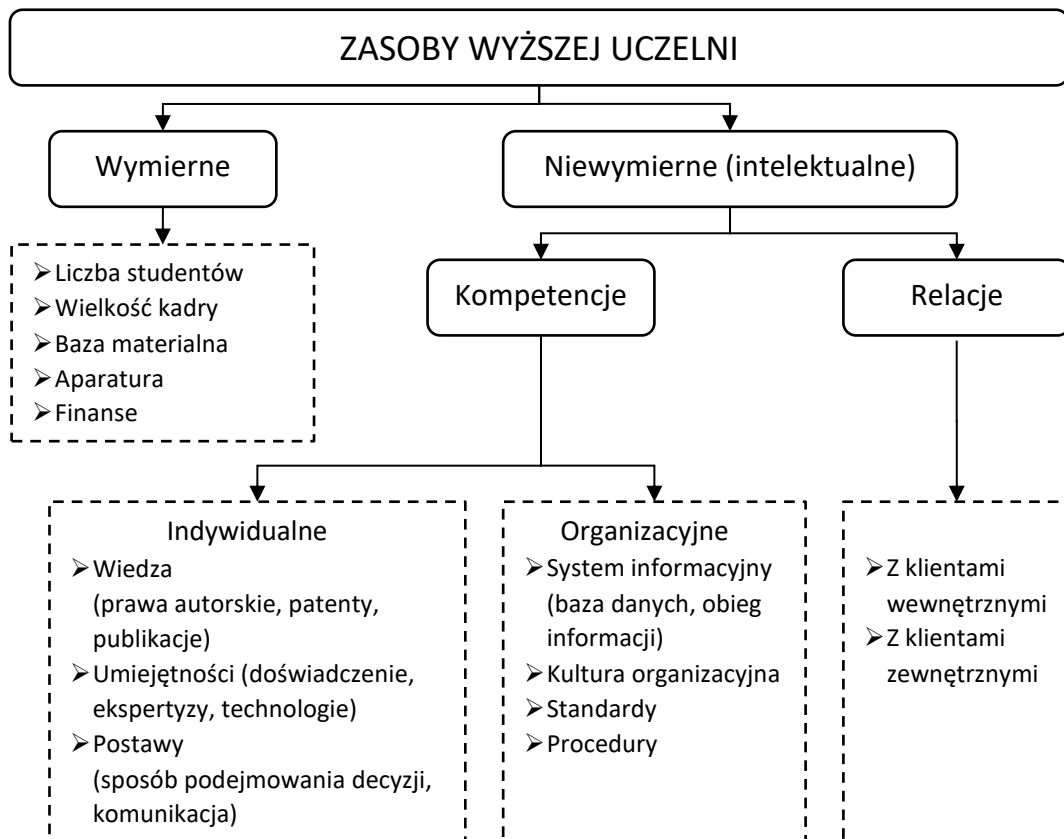 ZASOBY WYŻSZEJ UCZELNI
Wymierne
Niewymierne (intelektualne)
➢ Liczba studentów
➢ Wielkość kadry
➢ Baza materialna
➢ Aparatura
➢ Finanse
Kompetencje
Relacje
Indywidualne
➢ Wiedza
(prawa autorskie, patenty,
publikacje)
➢ Umiejętności (doświadczenie,
ekspertyzy, technologie)
➢ Postawy
(sposób podejmowania decyzji,
komunikacja)
Organizacyjne
➢ System informacyjny
(baza danych, obieg
informacji)
➢ Kultura organizacyjna
➢ Standardy
➢ Procedury
➢ Z klientami
wewnętrznymi
➢ Z klientami
zewnętrznymi